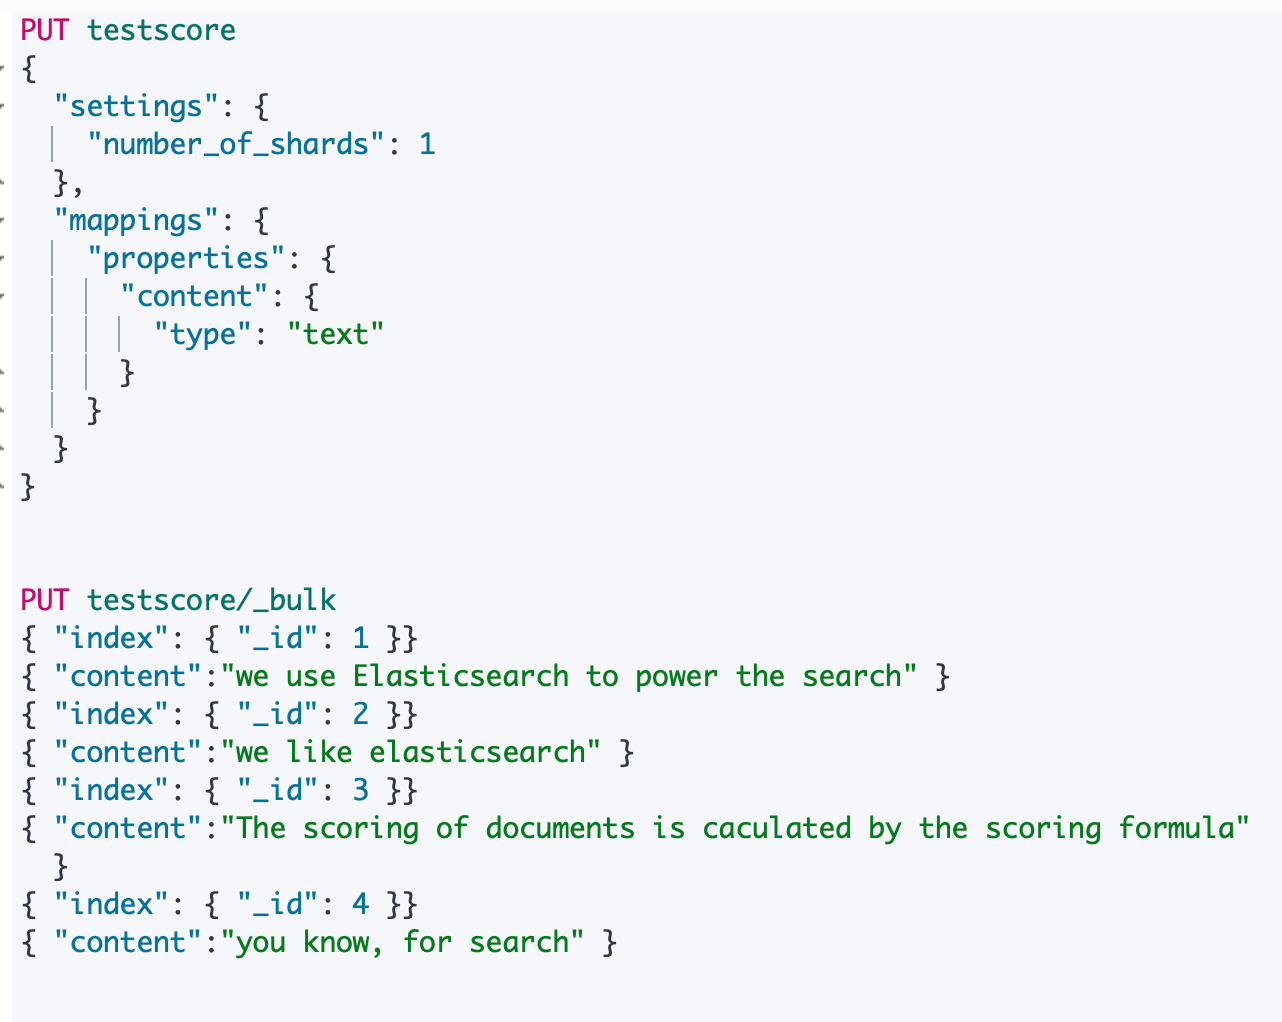 PUT testscore
{
  "settings": {
    "number_of_shards": 1
  },
  "mappings": {
    "properties": {
      "content": {
        "type": "text"
      }
    }
  }
}
PUT testscore/_bulk
{ "index": { "_id": 1 }}
{ "content":"we use Elasticsearch to power the search" }
{ "index": { "_id": 2 }}
{ "content":"we like elasticsearch" }
{ "index": { "_id": 3 }}
{ "content":"The scoring of documents is caculated by the scoring formula"
  }
{ "index": { "_id": 4 }}
{ "content":"you know, for search" }